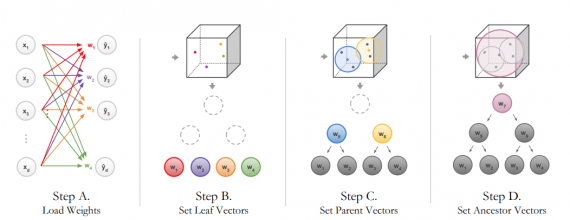 x1 w1 ŷ1
x2 w2 ŷ2
x3 w3 ŷ3
xd w4 ŷd
w1 w2 w3 w4
w5 w6
w1 w2 w3 w4
w7
w5 w6
w1 w2 w3 w4
Step A.
Load Weights
Step B.
Set Leaf Vectors
Step C.
Set Parent Vectors
Step D.
Set Ancestor Vectors